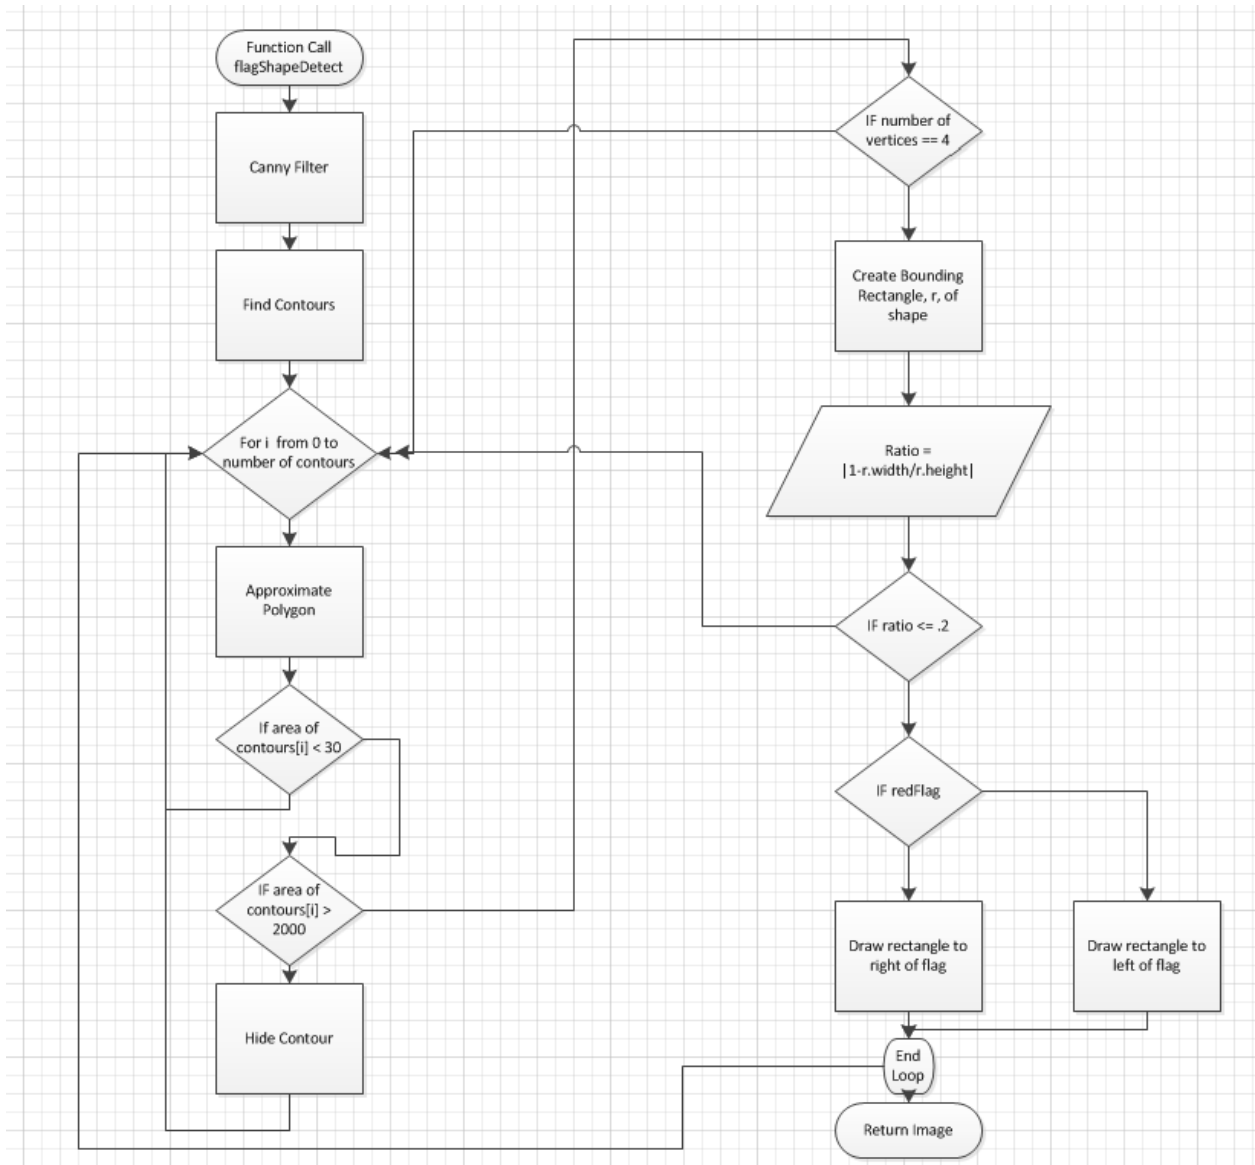 Function Call
flagShapeDetect
Canny Filter
Find Contours
For i from 0 to
number of contours
Approximate
Polygon
If area of
contours[i] < 30
IF area of
contours[i] >
2000
Hide Contour
IF number of
vertices == 4
Create Bounding
Rectangle, r, of
shape
Ratio =
|1-r.width/r.height|
IF ratio <= .2
IF redFlag
Draw rectangle to
right of flag
Draw rectangle to
left of flag
End
Loop
Return Image